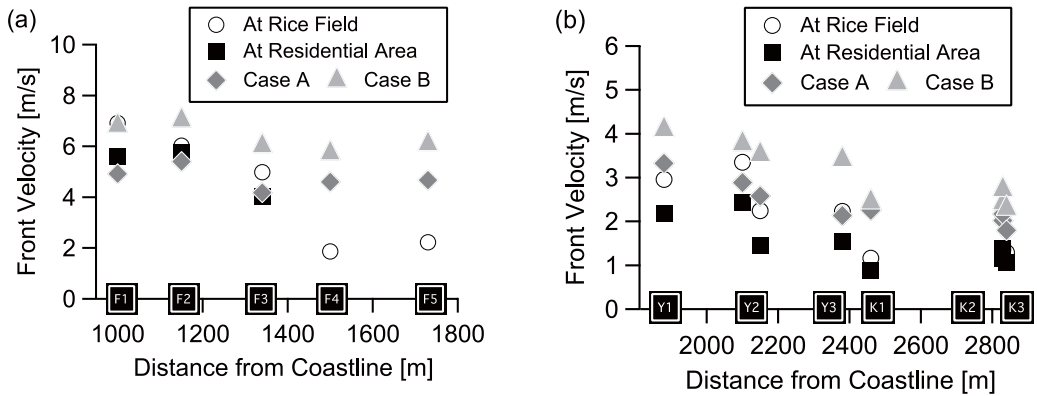 (a)
At Rice Field
At Residential Area
Case A Case B
Front Velocity [m/s]
10
8
6
4
2
0
F1 F2 F3 F4 F5
1000 1200 1400 1600 1800
Distance from Coastline [m]
(b)
At Rice Field
At Residential Area
Case A Case B
Front Velocity [m/s]
6
5
4
3
2
1
0
Y1 Y2 Y3 K1 K2 K3
2000 2200 2400 2600 2800
Distance from Coastline [m]